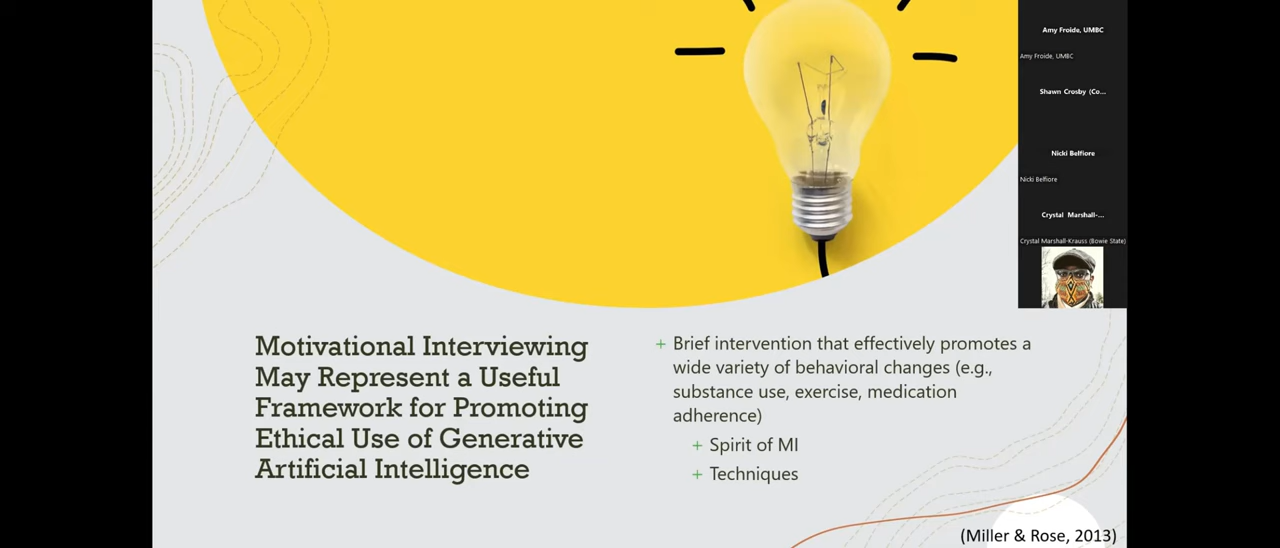 Motivational Interviewing
May Represent a Useful
Framework for Promoting
Ethical Use of Generative
Artificial Intelligence
+ Brief intervention that effectively promotes a
wide variety of behavioral changes (e.g.,
substance use, exercise, medication
adherence)
+ Spirit of MI
+ Techniques
(Miller & Rose, 2013)
Amy Froide, UMBC
Amy Froide, UMBC
Shawn Crosby (Co...
Nicki Belfiore
Nicki Belfiore
Crystal Marshall-...
Crystal Marshall-Krauss (Bowie State)